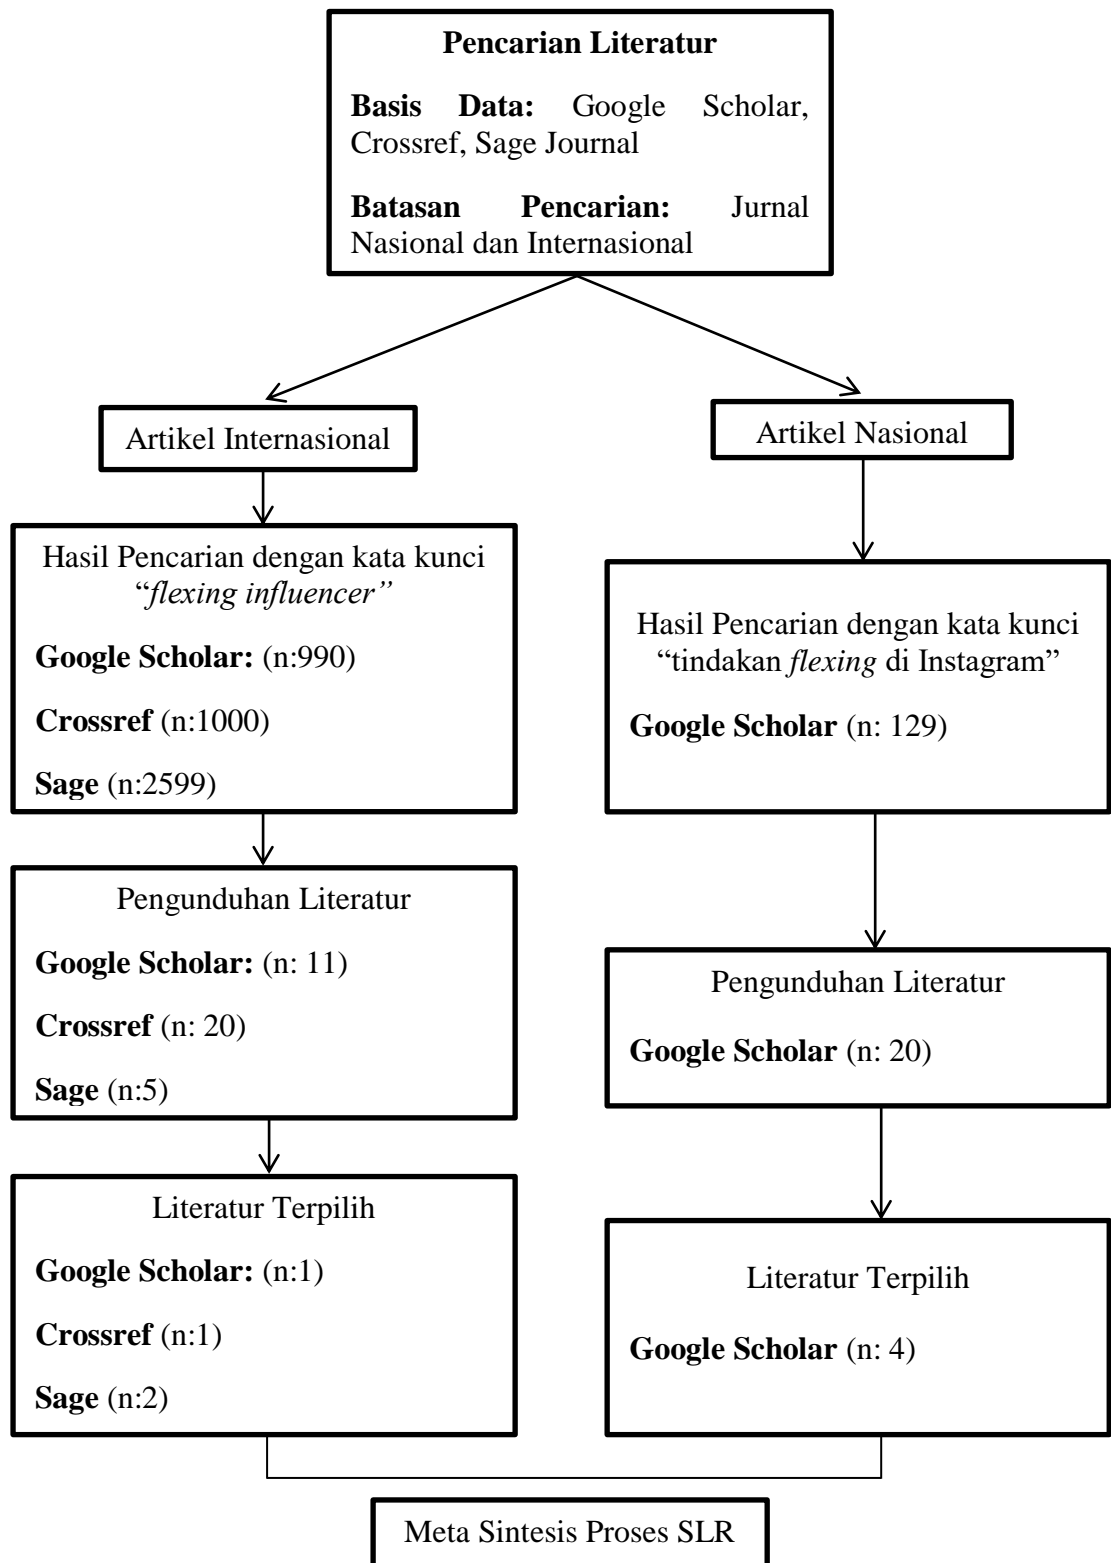 Pencarian Literatur
Basis Data: Google Scholar,
Crossref, Sage Journal
Batasan Pencarian: Jurnal
Nasional dan Internasional
Artikel Internasional
Artikel Nasional
Hasil Pencarian dengan kata kunci
“flexing influencer”
Google Scholar: (n:990)
Crossref (n:1000)
Sage (n:2599)
Hasil Pencarian dengan kata kunci
“tindakan flexing di Instagram”
Google Scholar (n: 129)
Pengunduhan Literatur
Google Scholar: (n: 11)
Crossref (n: 20)
Sage (n:5)
Pengunduhan Literatur
Google Scholar (n: 20)
Literatur Terpilih
Google Scholar: (n:1)
Crossref (n:1)
Sage (n:2)
Literatur Terpilih
Google Scholar (n: 4)
Meta Sintesis Proses SLR